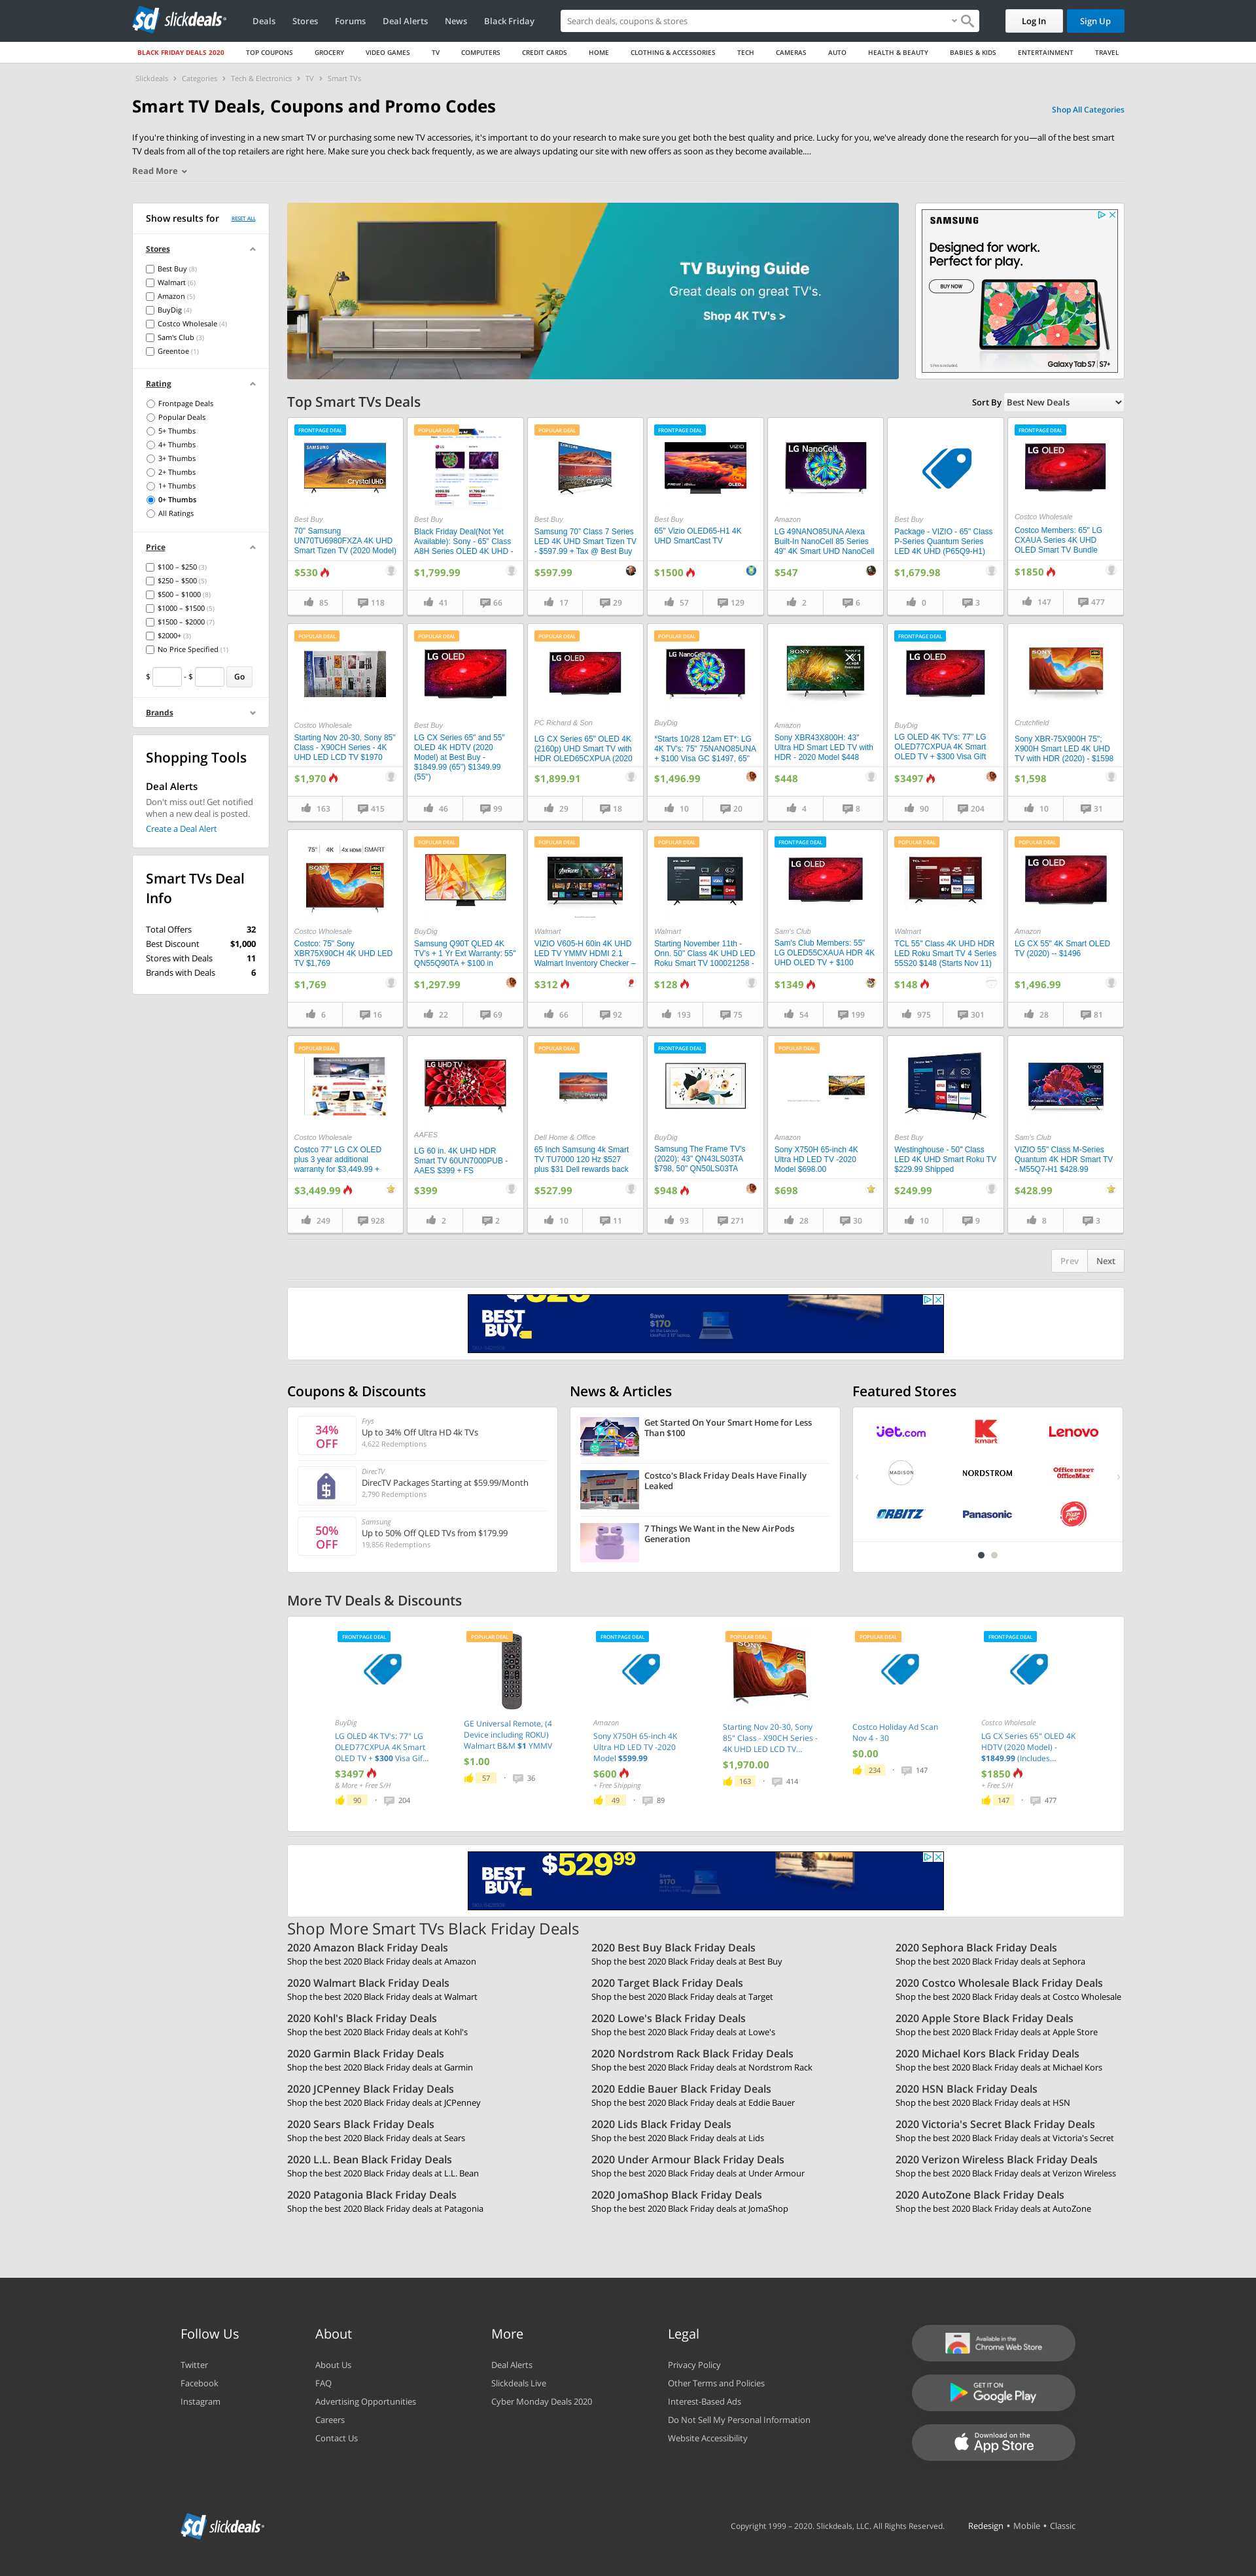 slickdeals
Deals
Stores
Forums
Deal Alerts
News
Black Friday
Search deals, coupons & stores
Log In
Sign Up
BLACK FRIDAY DEALS 2020
TOP COUPONS
GROCERY
VIDEO GAMES
TV
COMPUTERS
CREDIT CARDS
HOME
CLOTHING & ACCESSORIES
TECH
CAMERAS
AUTO
HEALTH & BEAUTY
BABIES & KIDS
ENTERTAINMENT
TRAVEL
Slickdeals > Categories > Tech & Electronics > TV > Smart TVs
Smart TV Deals, Coupons and Promo Codes
Shop All Categories
If you're thinking of investing in a new smart TV or purchasing some new TV accessories, it's important to do your research to make sure you get both the best quality and price. Lucky for you, we've already done the research for you—all of the best smart
TV deals from all of the top retailers are right here. Make sure you check back frequently, as we are always updating our site with new offers as soon as they become available....
Read More
Show results for
RESET ALL
Stores
Best Buy (8)
Walmart (6)
Amazon (5)
BuyDig (4)
Costco Wholesale (4)
Sam's Club (3)
Greentoe (1)
Rating
Frontpage Deals
Popular Deals
5+ Thumbs
4+ Thumbs
3+ Thumbs
2+ Thumbs
1+ Thumbs
0+ Thumbs
All Ratings
Price
$100 – $250 (3)
$250 – $500 (5)
$500 – $1000 (8)
$1000 – $1500 (5)
$1500 – $2000 (7)
$2000+ (3)
No Price Specified (1)
$ - $ Go
Brands
Shopping Tools
Deal Alerts
Don't miss out! Get notified
when a new deal is posted.
Create a Deal Alert
Smart TVs Deal
Info
Total Offers 32
Best Discount $1,000
Stores with Deals 11
Brands with Deals 6
TV Buying Guide
Great deals on great TV's.
Shop 4K TV's >
SAMSUNG
Designed for work.
Perfect for play.
BUY NOW
Galaxy Tab S7 | S7+
Top Smart TVs Deals
Sort By Best New Deals
FRONTPAGE DEAL
Best Buy
70" Samsung
UN70TU6980FXZA 4K UHD
Smart Tizen TV (2020 Model)
$530
85 118
POPULAR DEAL
Best Buy
Black Friday Deal(Not Yet
Available): Sony - 65" Class
A8H Series OLED 4K UHD -
$1,799.99
41 66
POPULAR DEAL
Best Buy
Samsung 70" Class 7 Series
LED 4K UHD Smart Tizen TV
- $597.99 + Tax @ Best Buy
$597.99
17 29
FRONTPAGE DEAL
Best Buy
65" Vizio OLED65-H1 4K
UHD SmartCast TV
$1500
57 129
LG NanoCell
Amazon
LG 49NANO85UNA Alexa
Built-In NanoCell 85 Series
49" 4K Smart UHD NanoCell
$547
2 6
Best Buy
Package - VIZIO - 65" Class
P-Series Quantum Series
LED 4K UHD (P65Q9-H1)
$1,679.98
0 3
FRONTPAGE DEAL
LG OLED
Costco Wholesale
Costco Members: 65" LG
CXAUA Series 4K UHD
OLED Smart TV Bundle
$1850
147 477
POPULAR DEAL
Costco Wholesale
Starting Nov 20-30, Sony 85"
Class - X90CH Series - 4K
UHD LED LCD TV $1970
$1,970
163 415
POPULAR DEAL
LG OLED
Best Buy
LG CX Series 65" and 55"
OLED 4K HDTV (2020
Model) at Best Buy -
$1849.99 (65") $1349.99
(55")
46 99
POPULAR DEAL
LG OLED
PC Richard & Son
LG CX Series 65" OLED 4K
(2160p) UHD Smart TV with
HDR OLED65CXPUA (2020
$1,899.91
29 18
POPULAR DEAL
LG NanoCell
BuyDig
*Starts 10/28 12am ET*: LG
4K TV's: 75" 75NANO85UNA
+ $100 Visa GC $1497, 65"
$1,496.99
10 20
SONY X1
Amazon
Sony XBR43X800H: 43"
Ultra HD Smart LED TV with
HDR - 2020 Model $448
$448
4 8
FRONTPAGE DEAL
LG OLED
BuyDig
LG OLED 4K TV's: 77" LG
OLED77CXPUA 4K Smart
OLED TV + $300 Visa Gift
$3497
90 204
SONY
Crutchfield
Sony XBR-75X900H 75";
X900H Smart LED 4K UHD
TV with HDR (2020) - $1598
$1,598
10 31
75" | 4K | 4x HDMI | SMART
SONY
Costco Wholesale
Costco: 75" Sony
XBR75X90CH 4K UHD LED
TV $1,769
$1,769
6 16
POPULAR DEAL
BuyDig
Samsung Q90T QLED 4K
TV's + 1 Yr Ext Warranty: 55"
QN55Q90TA + $100 in
$1,297.99
22 69
POPULAR DEAL
Walmart
VIZIO V605-H 60in 4K UHD
LED TV YMMV HDMI 2.1
Walmart Inventory Checker –
$312
66 92
POPULAR DEAL
Walmart
Starting November 11th -
Onn. 50" Class 4K UHD LED
Roku Smart TV 100021258 -
$128
193 75
FRONTPAGE DEAL
LG OLED
Sam's Club
Sam's Club Members: 55"
LG OLED55CXAUA HDR 4K
UHD OLED TV + $100
$1349
54 199
POPULAR DEAL
Walmart
TCL 55" Class 4K UHD HDR
LED Roku Smart TV 4 Series
55S20 $148 (Starts Nov 11)
$148
975 301
POPULAR DEAL
LG OLED
Amazon
LG CX 55" 4K Smart OLED
TV (2020) -- $1496
$1,496.99
28 81
POPULAR DEAL
Costco Wholesale
Costco 77" LG CX OLED
plus 3 year additional
warranty for $3,449.99 +
$3,449.99
249 928
LG UHD TV
AAFES
LG 60 in. 4K UHD HDR
Smart TV 60UN7000PUB -
AAES $399 + FS
$399
2 2
POPULAR DEAL
Dell Home & Office
65 Inch Samsung 4k Smart
TV TU7000 120 Hz $527
plus $31 Dell rewards back
$527.99
10 11
FRONTPAGE DEAL
BuyDig
Samsung The Frame TV's
(2020): 43" QN43LS03TA
$798, 50" QN50LS03TA
$948
93 271
POPULAR DEAL
Amazon
Sony X750H 65-inch 4K
Ultra HD LED TV -2020
Model $698.00
$698
28 30
Best Buy
Westinghouse - 50" Class
LED 4K UHD Smart Roku TV
$229.99 Shipped
$249.99
10 9
VIZIO
Sam's Club
VIZIO 55" Class M-Series
Quantum 4K HDR Smart TV
- M55Q7-H1 $428.99
$428.99
8 3
Prev Next
BEST
BUY
Save
$170
Coupons & Discounts
34%
OFF
Frys
Up to 34% Off Ultra HD 4k TVs
4,622 Redemptions
DirecTV
DirecTV Packages Starting at $59.99/Month
2,790 Redemptions
50%
OFF
Samsung
Up to 50% Off QLED TVs from $179.99
19,856 Redemptions
News & Articles
Get Started On Your Smart Home for Less
Than $100
Costco's Black Friday Deals Have Finally
Leaked
7 Things We Want in the New AirPods
Generation
Featured Stores
jet.com
kmart
Lenovo
MADISON
NORDSTROM
Office DEPOT
OfficeMax
ORBITZ
Panasonic
Pizza Hut
More TV Deals & Discounts
FRONTPAGE DEAL
BuyDig
LG OLED 4K TV's: 77" LG
OLED77CXPUA 4K Smart
OLED TV + $300 Visa Gif...
$3497
& More + Free S/H
90 • 204
POPULAR DEAL
GE Universal Remote, (4
Device including ROKU)
Walmart B&M $1 YMMV
$1.00
57 • 36
FRONTPAGE DEAL
Amazon
Sony X750H 65-inch 4K
Ultra HD LED TV -2020
Model $599.99
$600
+ Free Shipping
49 • 89
POPULAR DEAL
SONY
Starting Nov 20-30, Sony
85" Class - X90CH Series -
4K UHD LED LCD TV...
$1,970.00
163 • 414
POPULAR DEAL
Costco Holiday Ad Scan
Nov 4 - 30
$0.00
234 • 147
FRONTPAGE DEAL
Costco Wholesale
LG CX Series 65" OLED 4K
HDTV (2020 Model) -
$1849.99 (Includes...
$1850
+ Free S/H
147 • 477
BEST
BUY
$529.99
Save
$170
Shop More Smart TVs Black Friday Deals
2020 Amazon Black Friday Deals
Shop the best 2020 Black Friday deals at Amazon
2020 Best Buy Black Friday Deals
Shop the best 2020 Black Friday deals at Best Buy
2020 Sephora Black Friday Deals
Shop the best 2020 Black Friday deals at Sephora
2020 Walmart Black Friday Deals
Shop the best 2020 Black Friday deals at Walmart
2020 Target Black Friday Deals
Shop the best 2020 Black Friday deals at Target
2020 Costco Wholesale Black Friday Deals
Shop the best 2020 Black Friday deals at Costco Wholesale
2020 Kohl's Black Friday Deals
Shop the best 2020 Black Friday deals at Kohl's
2020 Lowe's Black Friday Deals
Shop the best 2020 Black Friday deals at Lowe's
2020 Apple Store Black Friday Deals
Shop the best 2020 Black Friday deals at Apple Store
2020 Garmin Black Friday Deals
Shop the best 2020 Black Friday deals at Garmin
2020 Nordstrom Rack Black Friday Deals
Shop the best 2020 Black Friday deals at Nordstrom Rack
2020 Michael Kors Black Friday Deals
Shop the best 2020 Black Friday deals at Michael Kors
2020 JCPenney Black Friday Deals
Shop the best 2020 Black Friday deals at JCPenney
2020 Eddie Bauer Black Friday Deals
Shop the best 2020 Black Friday deals at Eddie Bauer
2020 HSN Black Friday Deals
Shop the best 2020 Black Friday deals at HSN
2020 Sears Black Friday Deals
Shop the best 2020 Black Friday deals at Sears
2020 Lids Black Friday Deals
Shop the best 2020 Black Friday deals at Lids
2020 Victoria's Secret Black Friday Deals
Shop the best 2020 Black Friday deals at Victoria's Secret
2020 L.L. Bean Black Friday Deals
Shop the best 2020 Black Friday deals at L.L. Bean
2020 Under Armour Black Friday Deals
Shop the best 2020 Black Friday deals at Under Armour
2020 Verizon Wireless Black Friday Deals
Shop the best 2020 Black Friday deals at Verizon Wireless
2020 Patagonia Black Friday Deals
Shop the best 2020 Black Friday deals at Patagonia
2020 JomaShop Black Friday Deals
Shop the best 2020 Black Friday deals at JomaShop
2020 AutoZone Black Friday Deals
Shop the best 2020 Black Friday deals at AutoZone
Follow Us
Twitter
Facebook
Instagram
About
About Us
FAQ
Advertising Opportunities
Careers
Contact Us
More
Deal Alerts
Slickdeals Live
Cyber Monday Deals 2020
Legal
Privacy Policy
Other Terms and Policies
Interest-Based Ads
Do Not Sell My Personal Information
Website Accessibility
Available in the
Chrome Web Store
GET IT ON
Google Play
Download on the
App Store
slickdeals
Copyright 1999 – 2020. Slickdeals, LLC. All Rights Reserved.
Redesign • Mobile • Classic